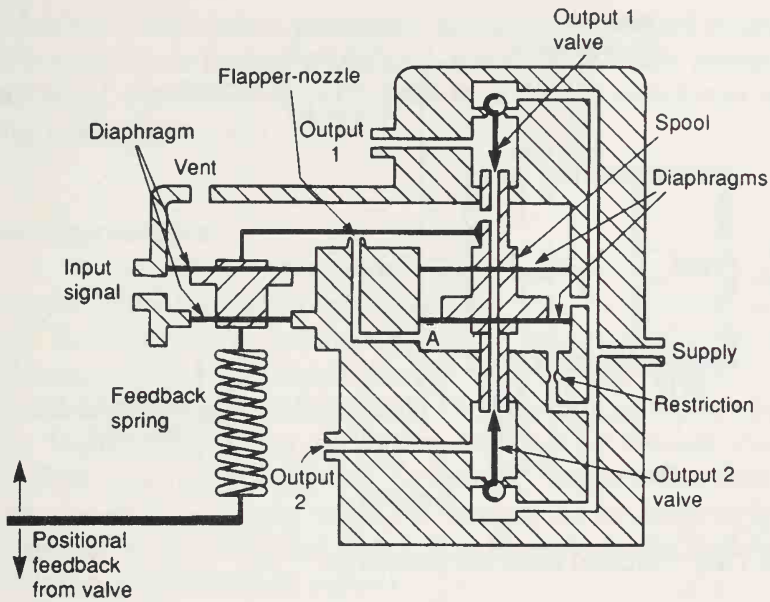 Output 1
valve
Flapper-nozzle
Output
1
Spool
Diaphragm
Vent
Diaphragms
Input
signal
A
Supply
Feedback
spring
Restriction
Output
2
Output 2
valve
Positional
feedback
from valve